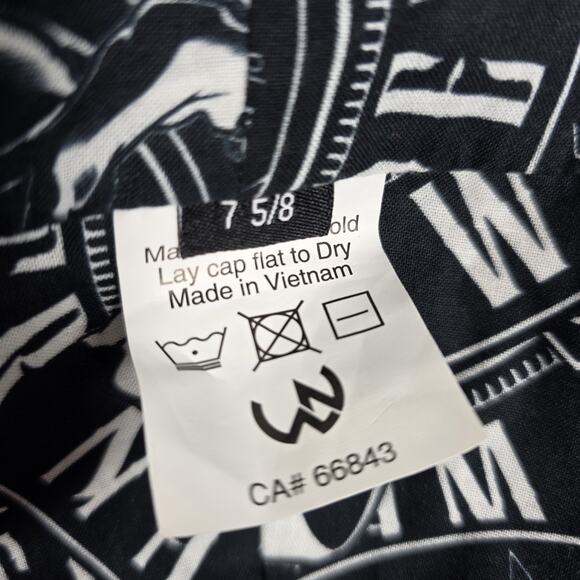 7 5/8
Lay cap flat to Dry
Made in Vietnam
CA# 66843